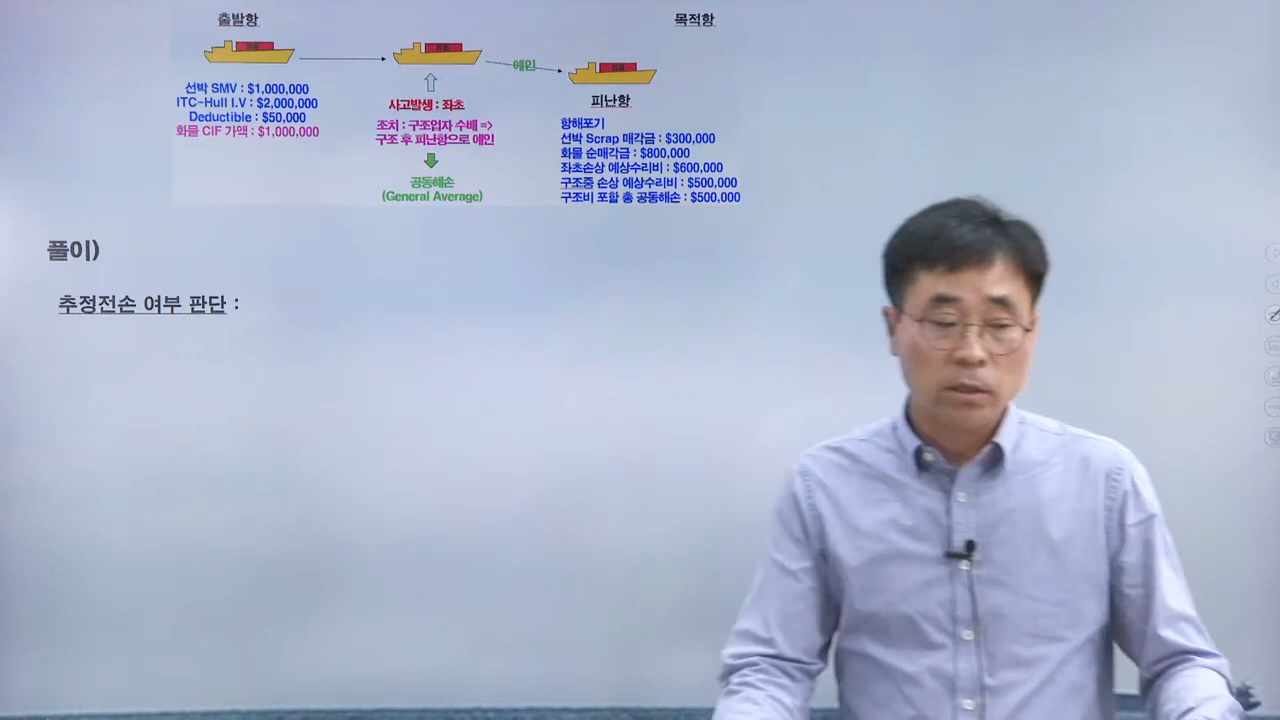 출발항
목적항
선박 SMV : $1,000,000
ITC-Hull I.V : $2,000,000
Deductible : $50,000
화물 CIF 가액 : $1,000,000
사고발생 : 좌초
조치 : 구조업자 수배 =>
구조 후 피난항으로 예인
공동해손
(General Average)
예인
피난항
항해포기
선박 Scrap 매각금 : $300,000
화물 순매각금 : $800,000
좌초손상 예상수리비 : $600,000
구조중 손상 예상수리비 : $500,000
구조비 포함 총 공동해손 : $500,000
풀이)
추정전손 여부 판단 :